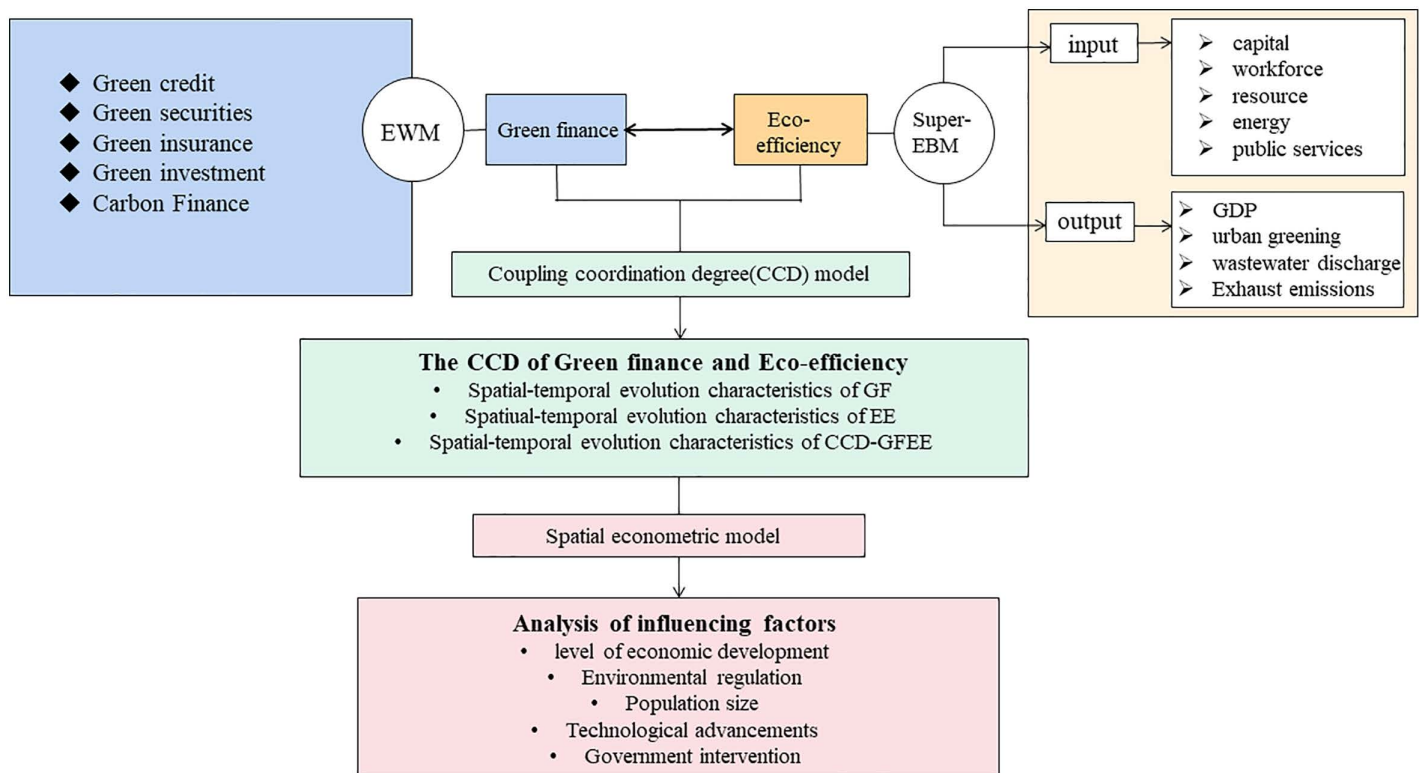 Green credit
Green securities
Green insurance
Green investment
Carbon Finance
EWM
Green finance
Eco-
efficiency
Super-
EBM
input
capital
workforce
resource
energy
public services
output
GDP
urban greening
wastewater discharge
Exhaust emissions
Coupling coordination degree(CCD) model
The CCD of Green finance and Eco-efficiency
• Spatial-temporal evolution characteristics of GF
• Spatiual-temporal evolution characteristics of EE
• Spatial-temporal evolution characteristics of CCD-GFEE
Spatial econometric model
Analysis of influencing factors
• level of economic development
• Environmental regulation
• Population size
• Technological advancements
• Government intervention